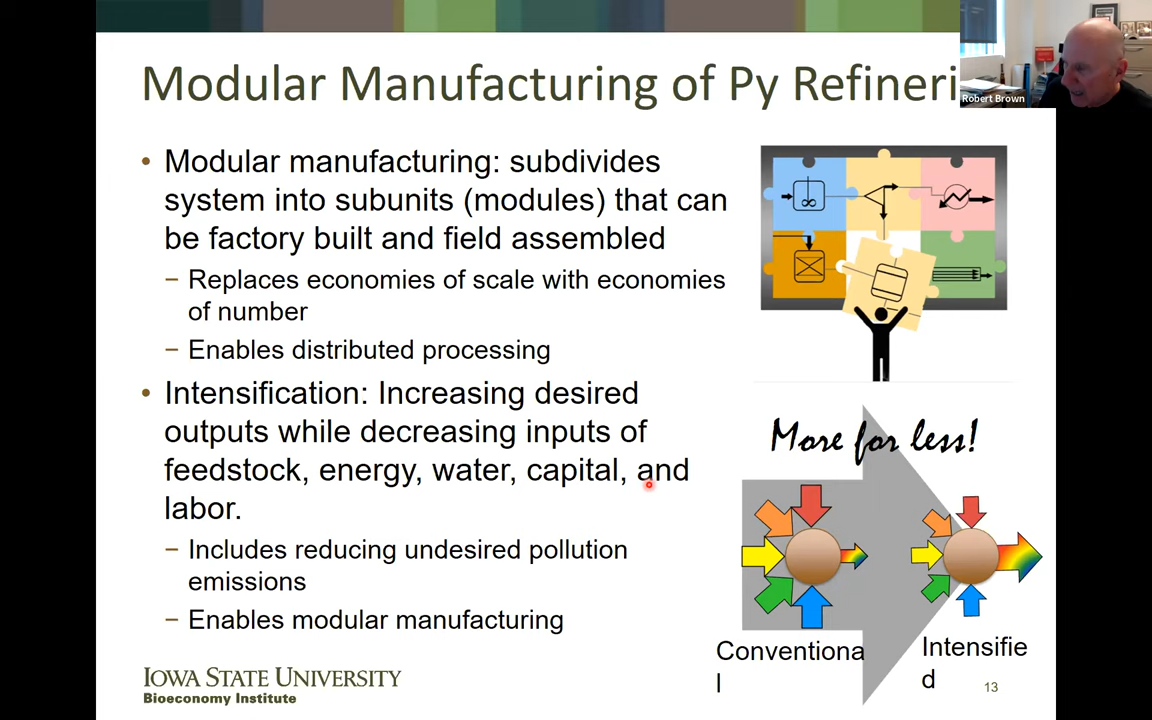 Modular Manufacturing of Py Refineri
Robert Brown
• Modular manufacturing: subdivides
system into subunits (modules) that can
be factory built and field assembled
− Replaces economies of scale with economies
of number
− Enables distributed processing
• Intensification: Increasing desired
outputs while decreasing inputs of
feedstock, energy, water, capital, and
labor.
− Includes reducing undesired pollution
emissions
− Enables modular manufacturing
More for less!
Conventiona
l
Intensifie
d
IOWA STATE UNIVERSITY
Bioeconomy Institute
13